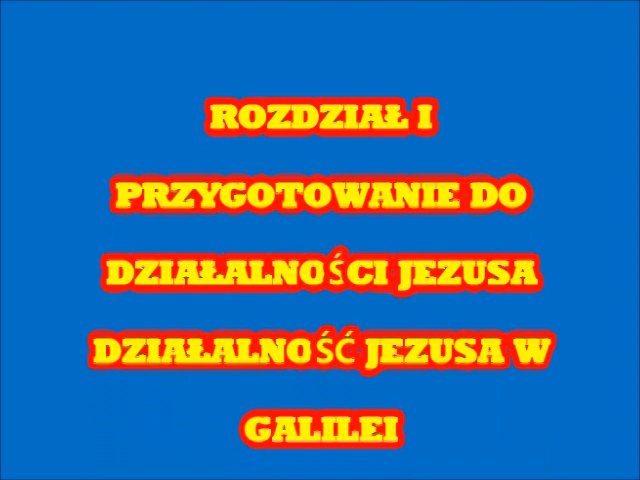 ROZDZIAŁ I
PRZYGOTOWANIE DO
DZIAŁALNOŚCI JEZUSA
DZIAŁALNOŚĆ JEZUSA W
GALILEI